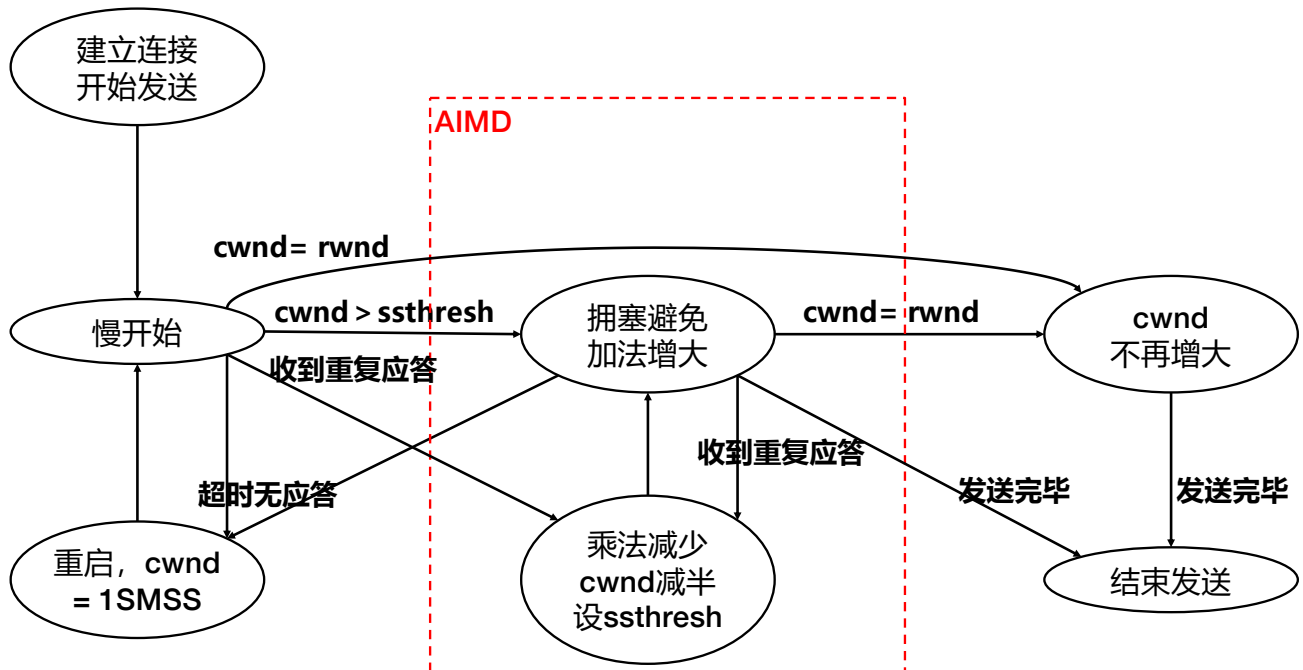 建立连接
开始发送
AIMD
cwnd= rwnd
慢开始
cwnd > ssthresh
拥塞避免
加法增大
cwnd= rwnd
cwnd
不再增大
收到重复应答
收到重复应答
超时无应答
发送完毕
发送完毕
重启，cwnd
= 1SMSS
乘法减少
cwnd减半
设ssthresh
结束发送